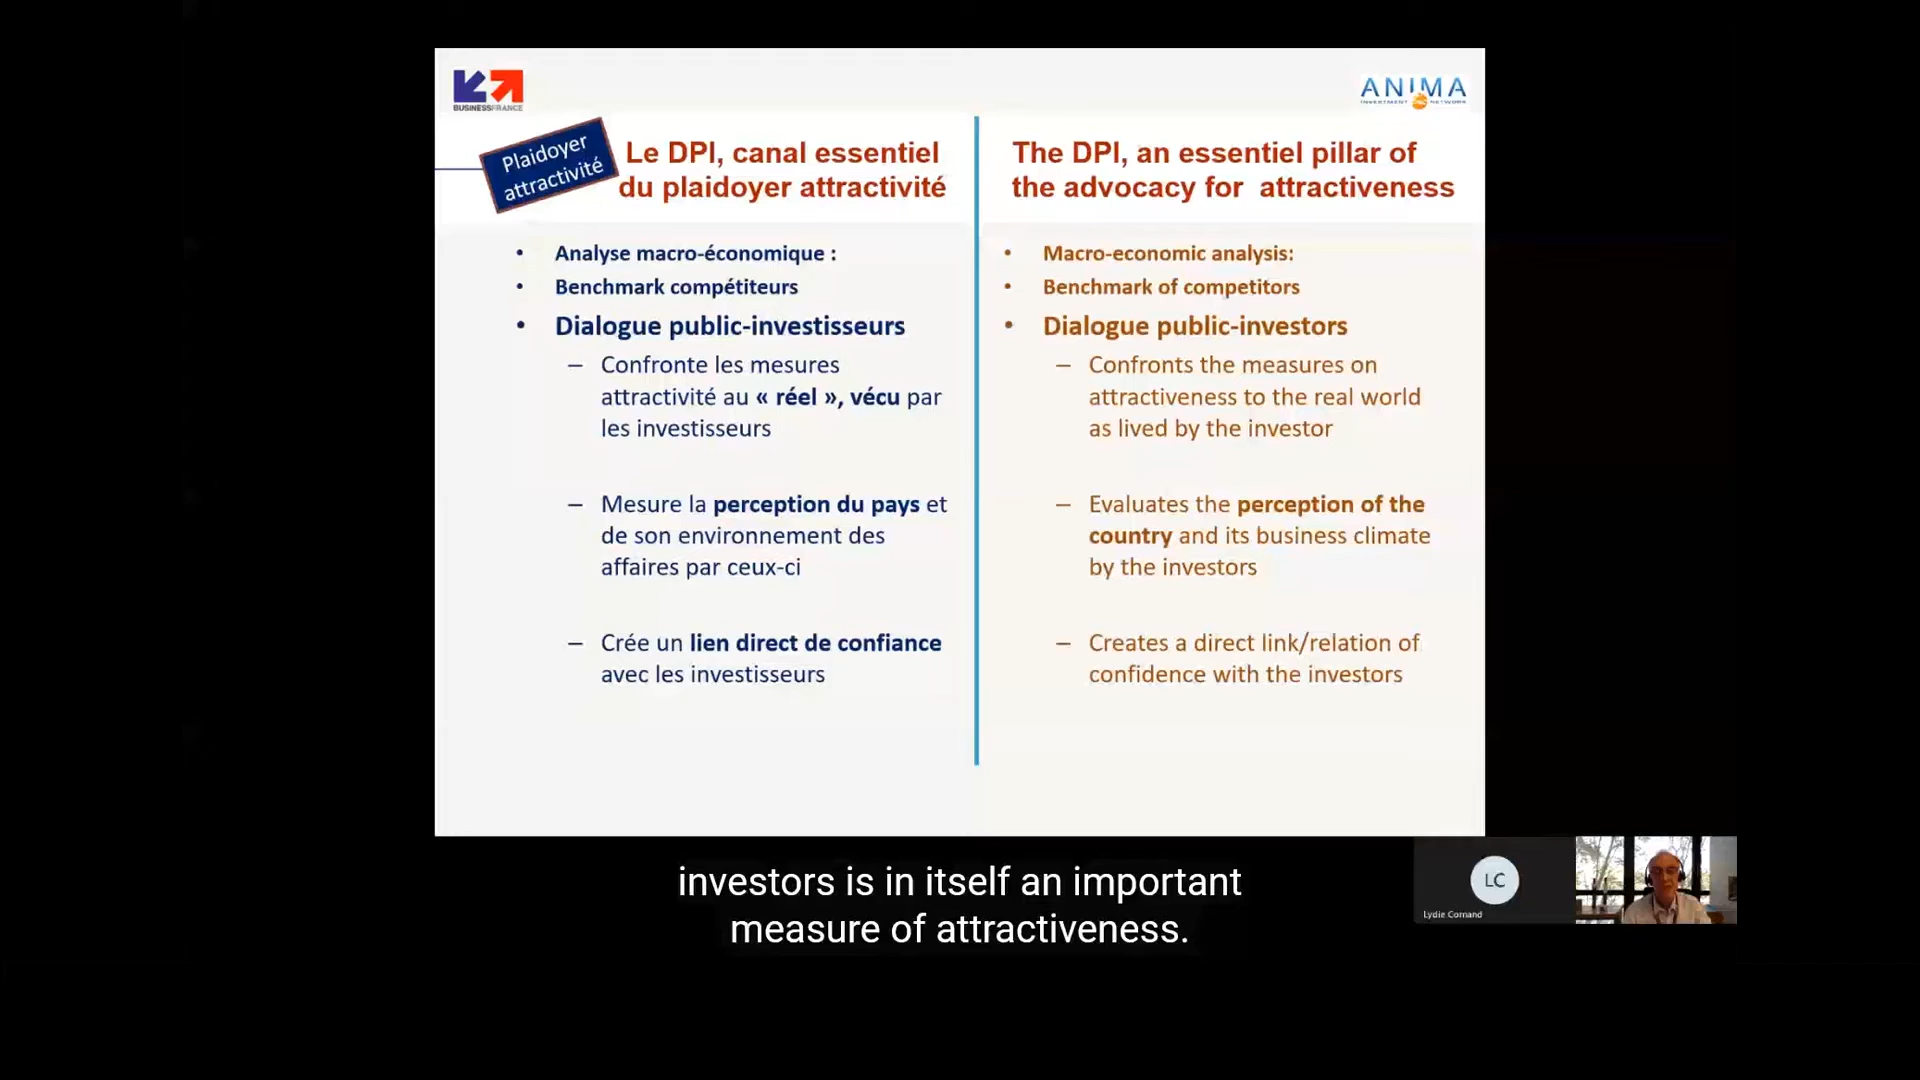 BUSINESSFRANCE
ANIMA
INVESTMENT NETWORK
Plaidoyer
attractivité
Le DPI, canal essentiel
du plaidoyer attractivité
• Analyse macro-économique :
• Benchmark compétiteurs
• Dialogue public-investisseurs
– Confronte les mesures
attractivité au « réel », vécu par
les investisseurs
– Mesure la perception du pays et
de son environnement des
affaires par ceux-ci
– Crée un lien direct de confiance
avec les investisseurs
The DPI, an essentiel pillar of
the advocacy for attractiveness
• Macro-economic analysis:
• Benchmark of competitors
• Dialogue public-investors
– Confronts the measures on
attractiveness to the real world
as lived by the investor
– Evaluates the perception of the
country and its business climate
by the investors
– Creates a direct link/relation of
confidence with the investors
LC
Lydie Comand
investors is in itself an important
measure of attractiveness.